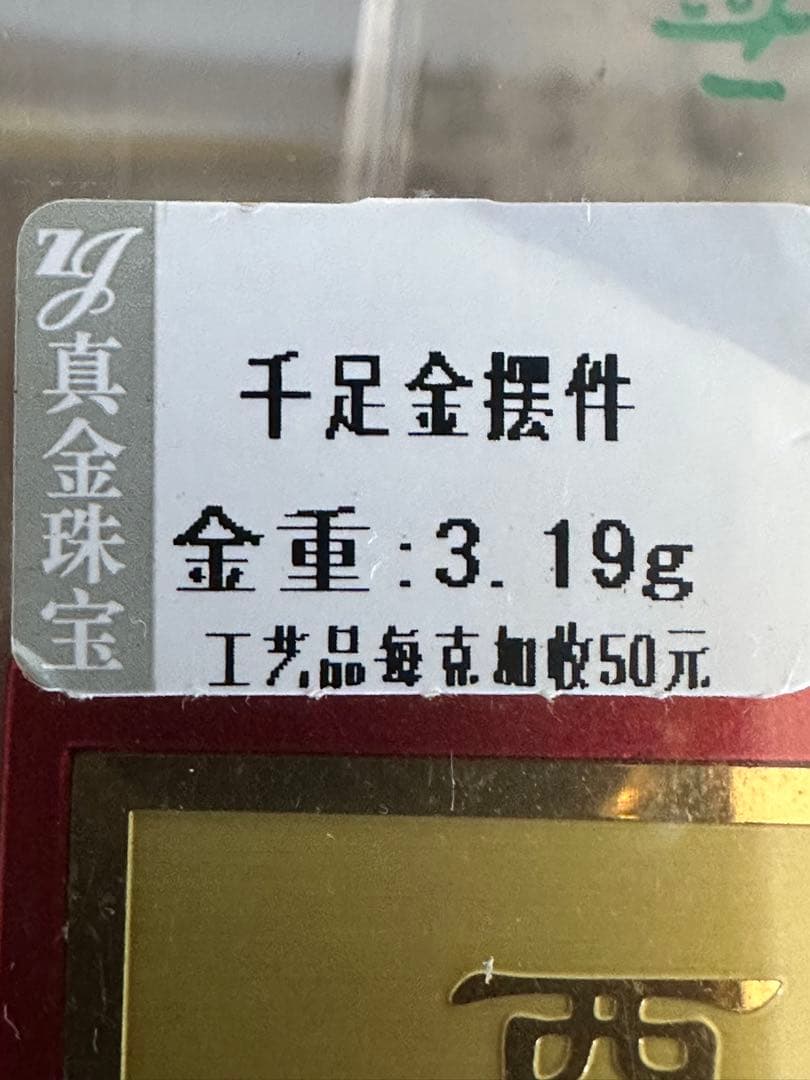 真金珠宝
千足金摆件
金重:3.19g
工艺品每克加收50元